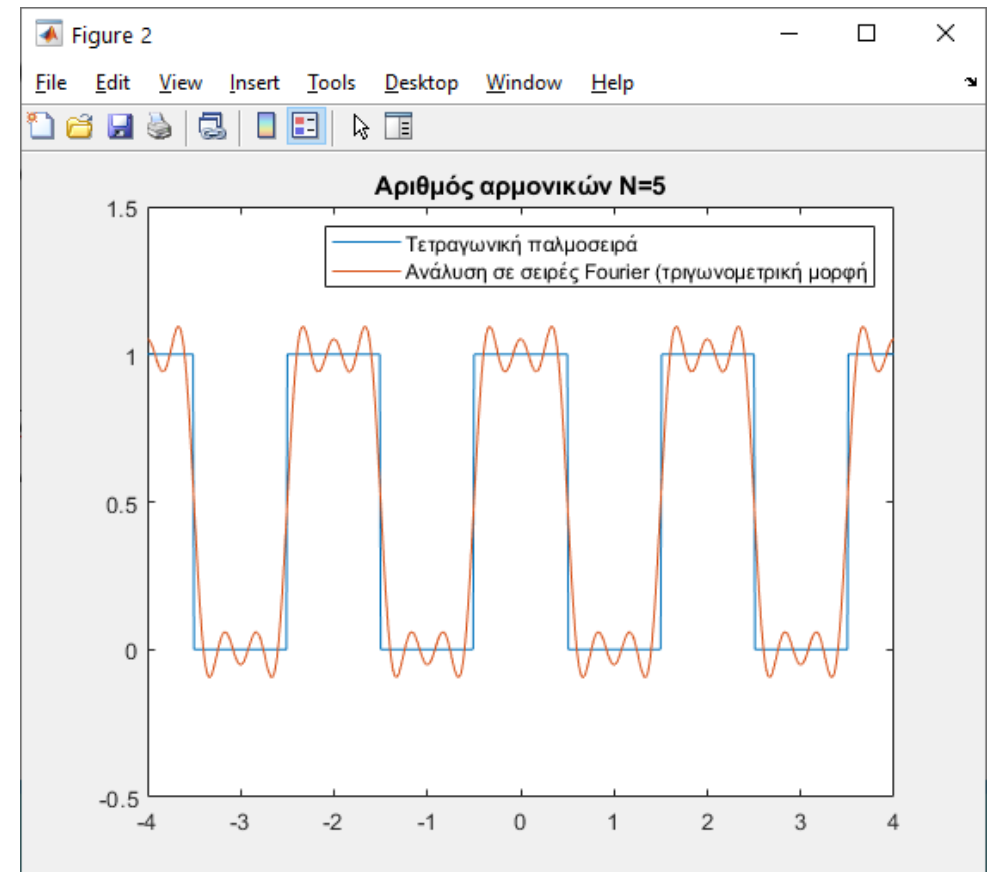 Figure 2
File Edit View Insert Tools Desktop Window Help
Αριθμός αρμονικών N=5
1.5
Τετραγωνική παλμοσειρά
Ανάλυση σε σειρές Fourier (τριγωνομετρική μορφή
1
0.5
0
-0.5
-4 -3 -2 -1 0 1 2 3 4